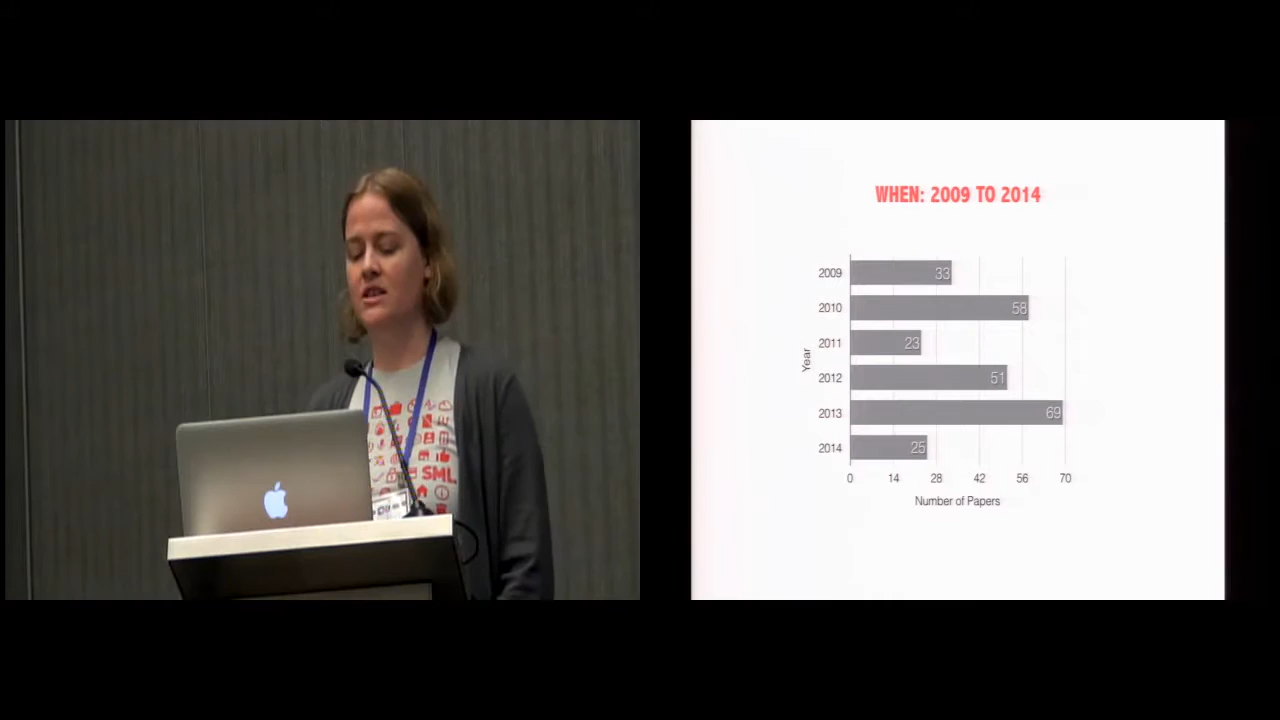 SML
WHEN: 2009 TO 2014
2009 33
2010 58
2011 23
2012 51
2013 69
2014 25
Year
0 14 28 42 56 70
Number of Papers